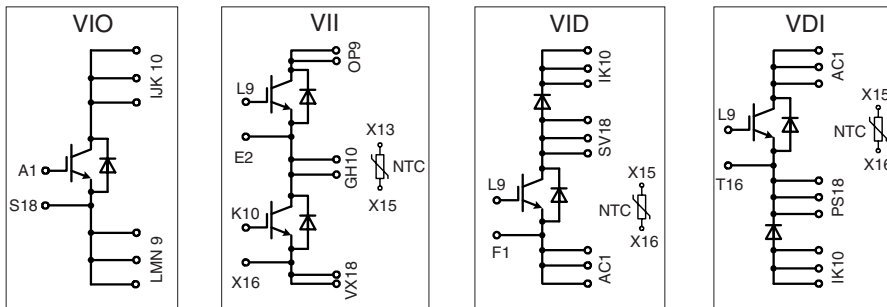 VIO
IJK 10
A1
S18
LMN 9
VII
OP9
L9
E2
X13
NTC
X15
GH10
K10
X16
VX18
VID
IK10
SV18
L9
X15
NTC
X16
F1
AC1
VDI
AC1
L9
X15
NTC
X16
T16
PS18
IK10